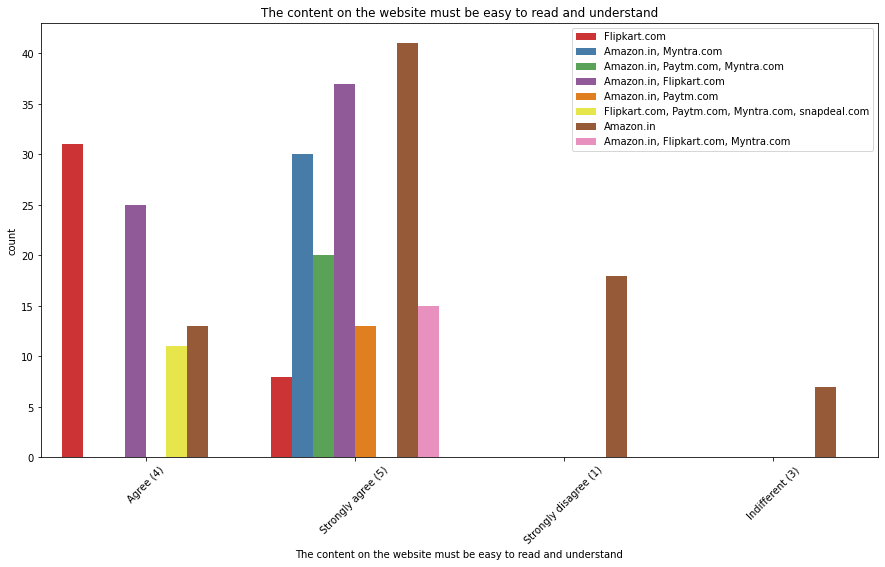 The content on the website must be easy to read and understand
Flipkart.com
Amazon.in, Myntra.com
Amazon.in, Paytm.com, Myntra.com
Amazon.in, Flipkart.com
Amazon.in, Paytm.com
Flipkart.com, Paytm.com, Myntra.com, snapdeal.com
Amazon.in
Amazon.in, Flipkart.com, Myntra.com
count
40
35
30
25
20
15
10
5
0
Agree (4)
Strongly agree (5)
Strongly disagree (1)
Indifferent (3)
The content on the website must be easy to read and understand